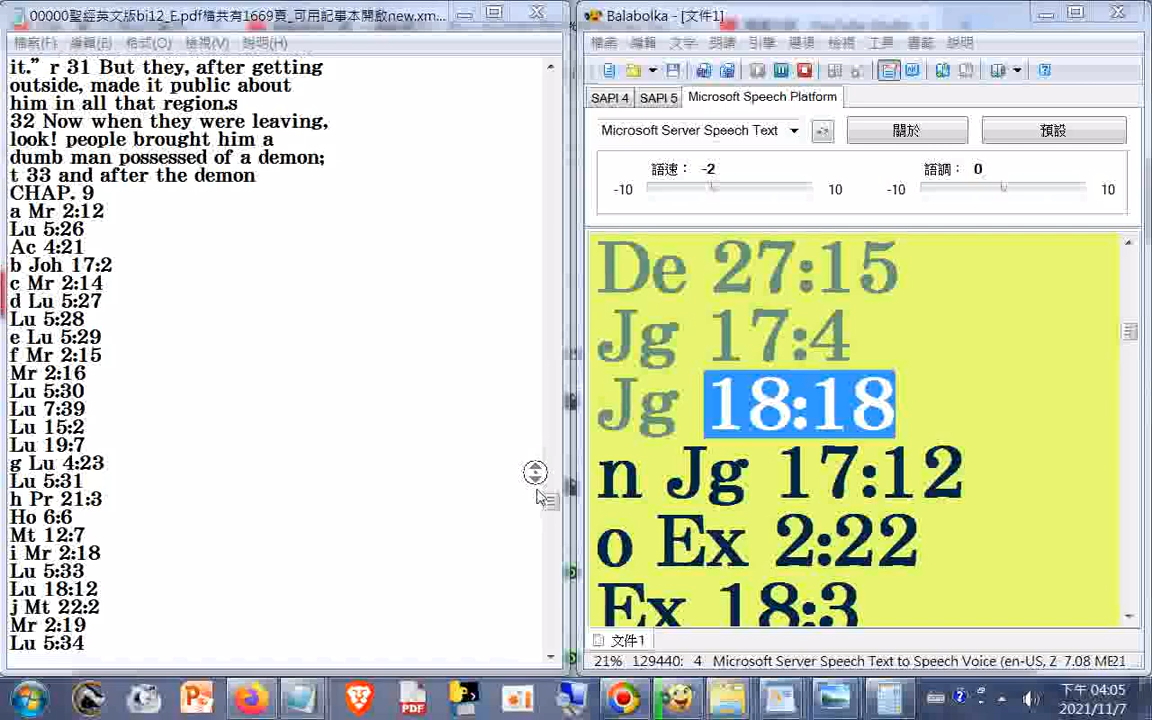 00000聖經英文版bi12_E.pdf檔共有1669頁_可用記事本開啟new.xm...
檔案(F) 編輯(E) 格式(O) 檢視(V) 說明(H)
it.” r 31 But they, after getting
outside, made it public about
him in all that region.s
32 Now when they were leaving,
look! people brought him a
dumb man possessed of a demon;
t 33 and after the demon
CHAP. 9
a Mr 2:12
Lu 5:26
Ac 4:21
b Joh 17:2
c Mr 2:14
d Lu 5:27
Lu 5:28
e Lu 5:29
f Mr 2:15
Mr 2:16
Lu 5:30
Lu 7:39
Lu 15:2
Lu 19:7
g Lu 4:23
Lu 5:31
h Pr 21:3
Ho 6:6
Mt 12:7
i Mr 2:18
Lu 5:33
Lu 18:12
j Mt 22:2
Mr 2:19
Lu 5:34
Balabolka - [文件1]
檔案 編輯 文字 朗讀 引擎 選項 檢視 工具 書籤 說明
SAPI 4 SAPI 5 Microsoft Speech Platform
Microsoft Server Speech Text 關於 預設
語速: -2 語調: 0
-10 10 -10 10
De 27:15
Jg 17:4
Jg 18:18
n Jg 17:12
o Ex 2:22
Ex 18:3
文件1
21% 129440: 4 Microsoft Server Speech Text to Speech Voice (en-US, Z 7.08 ME21
PDF
下午 04:05
2021/11/7